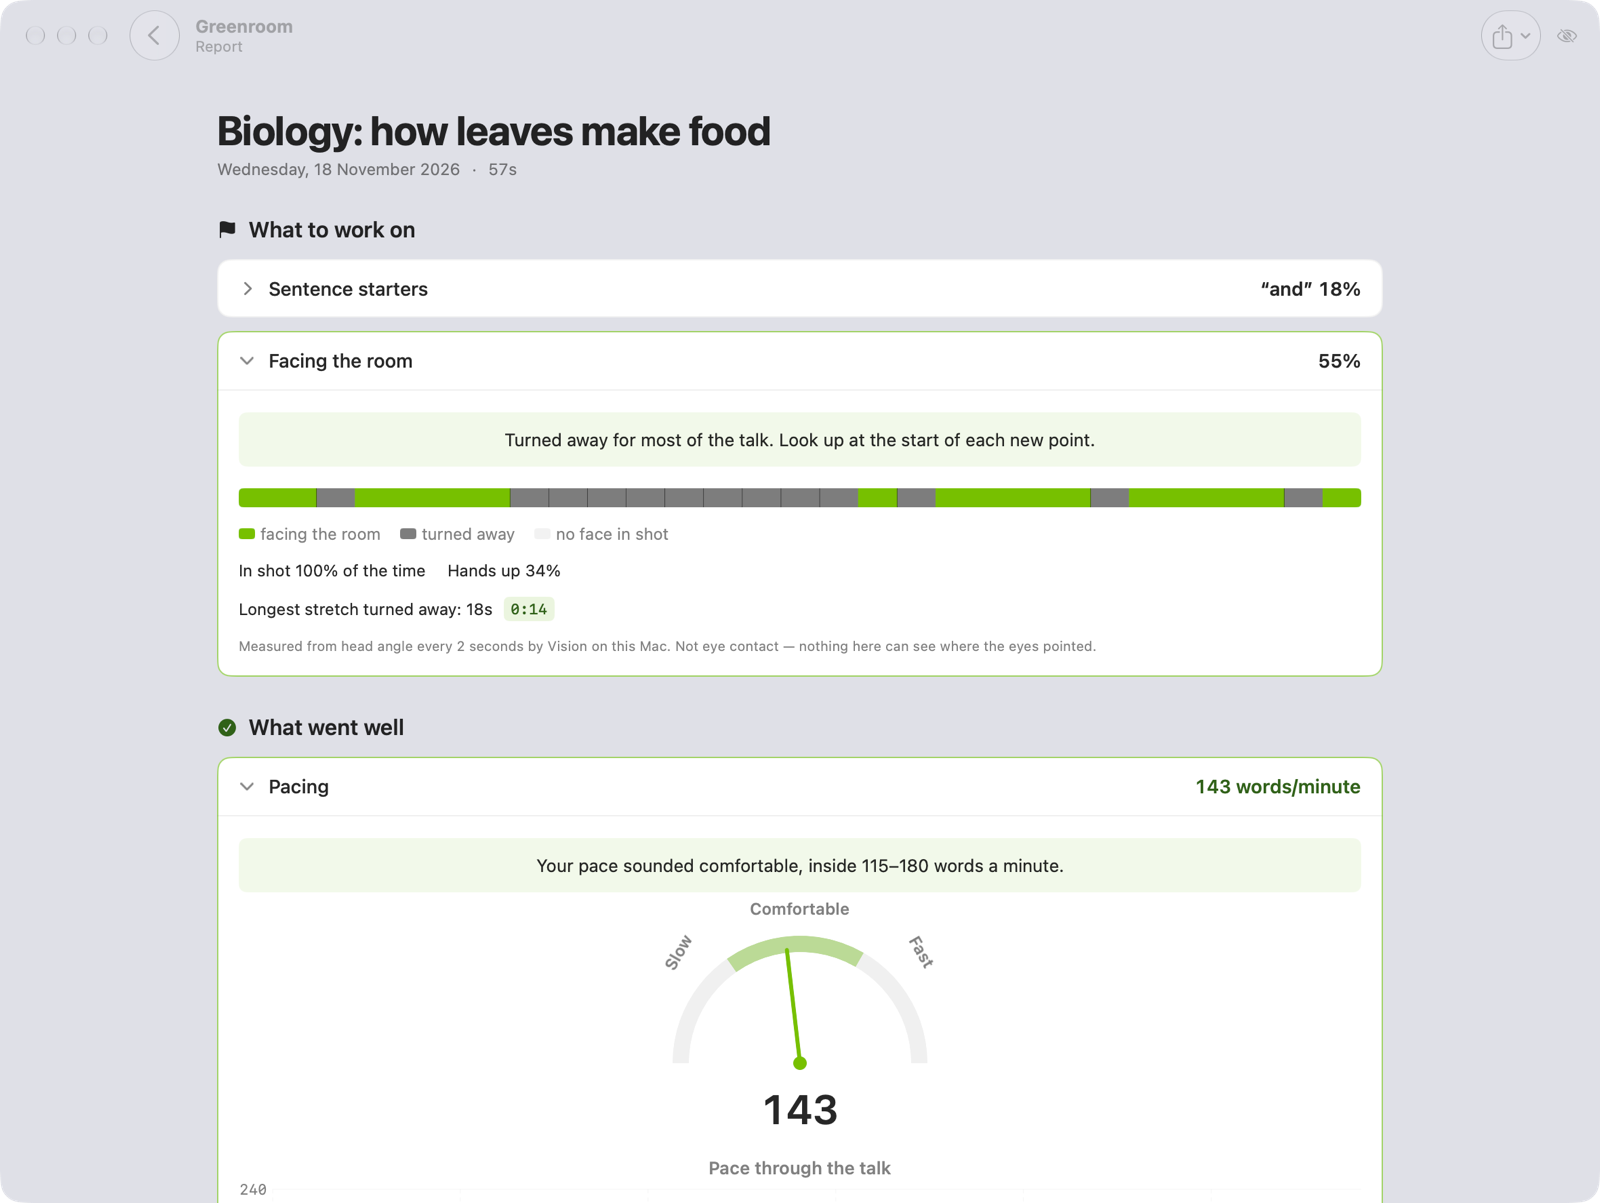 Greenroom
Report
Biology: how leaves make food
Wednesday, 18 November 2026 · 57s
What to work on
Sentence starters “and” 18%
Facing the room 55%
Turned away for most of the talk. Look up at the start of each new point.
facing the room turned away no face in shot
In shot 100% of the time Hands up 34%
Longest stretch turned away: 18s 0:14
Measured from head angle every 2 seconds by Vision on this Mac. Not eye contact — nothing here can see where the eyes pointed.
What went well
Pacing 143 words/minute
Your pace sounded comfortable, inside 115–180 words a minute.
Comfortable
Slow Fast
143
Pace through the talk
240